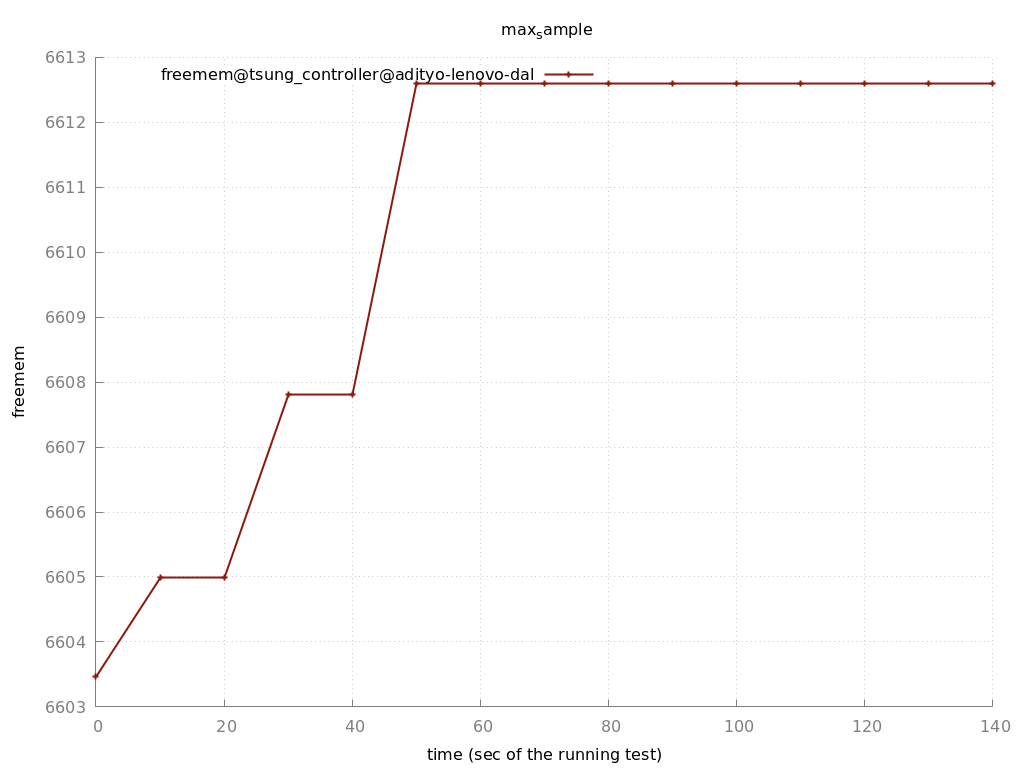 max_sample
freemem@tsung_controller@adityo-lenovo-dal
6613
6612
6611
6610
6609
6608
6607
6606
6605
6604
6603
freemem
0 20 40 60 80 100 120 140
time (sec of the running test)